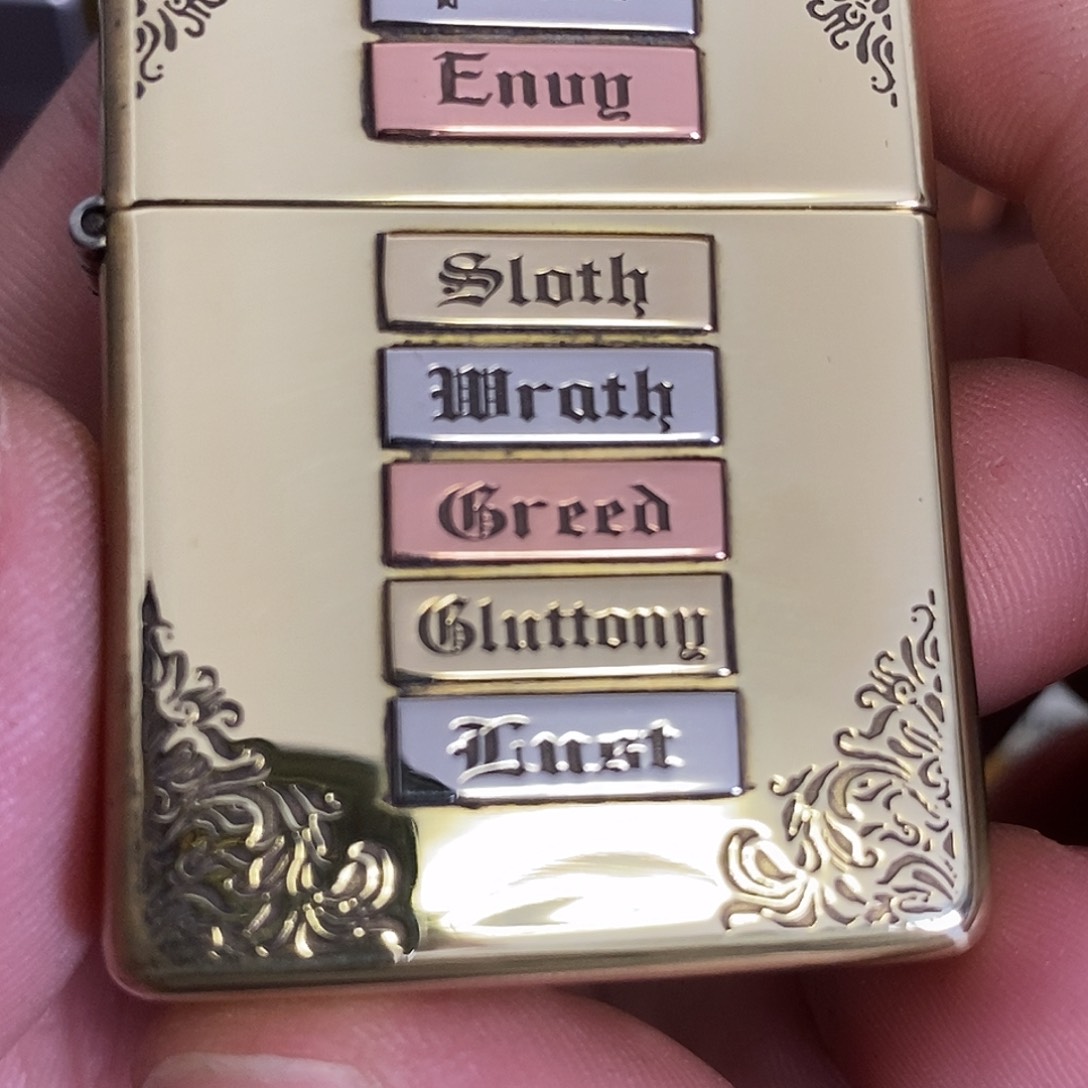 Envy
Sloth
Wrath
Greed
Gluttony
Lust